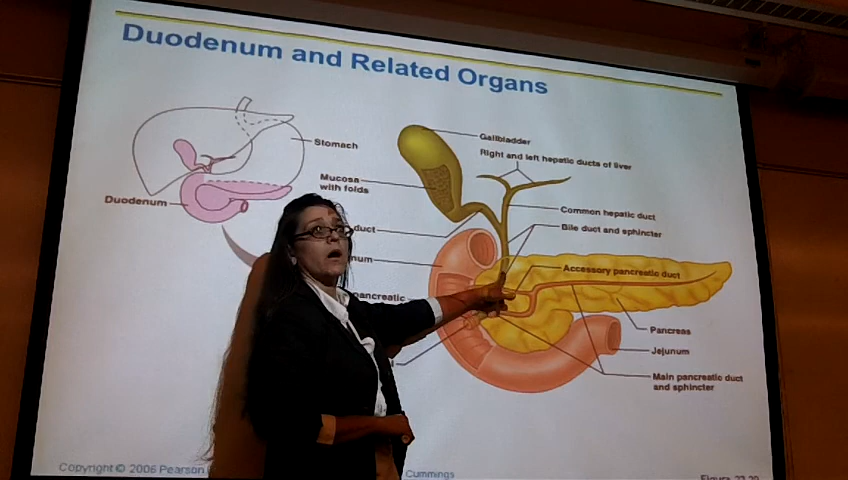 Duodenum and Related Organs
Stomach
Duodenum
Gallbladder
Right and left hepatic ducts of liver
Mucosa
with folds
Common hepatic duct
duct
Bile duct and sphincter
num
Accessory pancreatic duct
pancreatic
Pancreas
Jejunum
Main pancreatic duct
and sphincter
Copyright © 2006 Pearson
Cummings